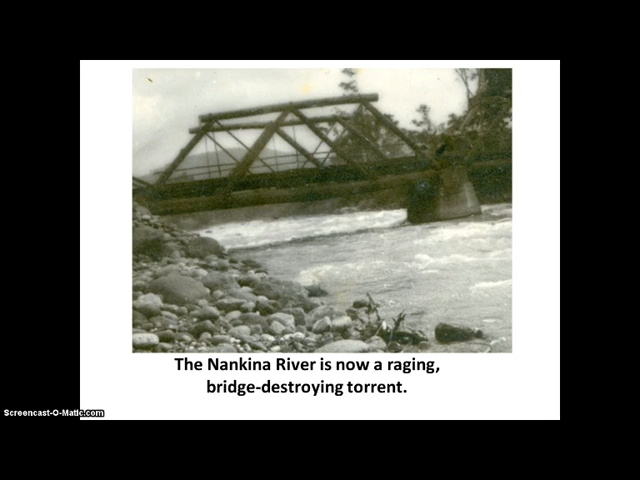 The Nankina River is now a raging,
bridge-destroying torrent.
Screencast-O-Matic.com